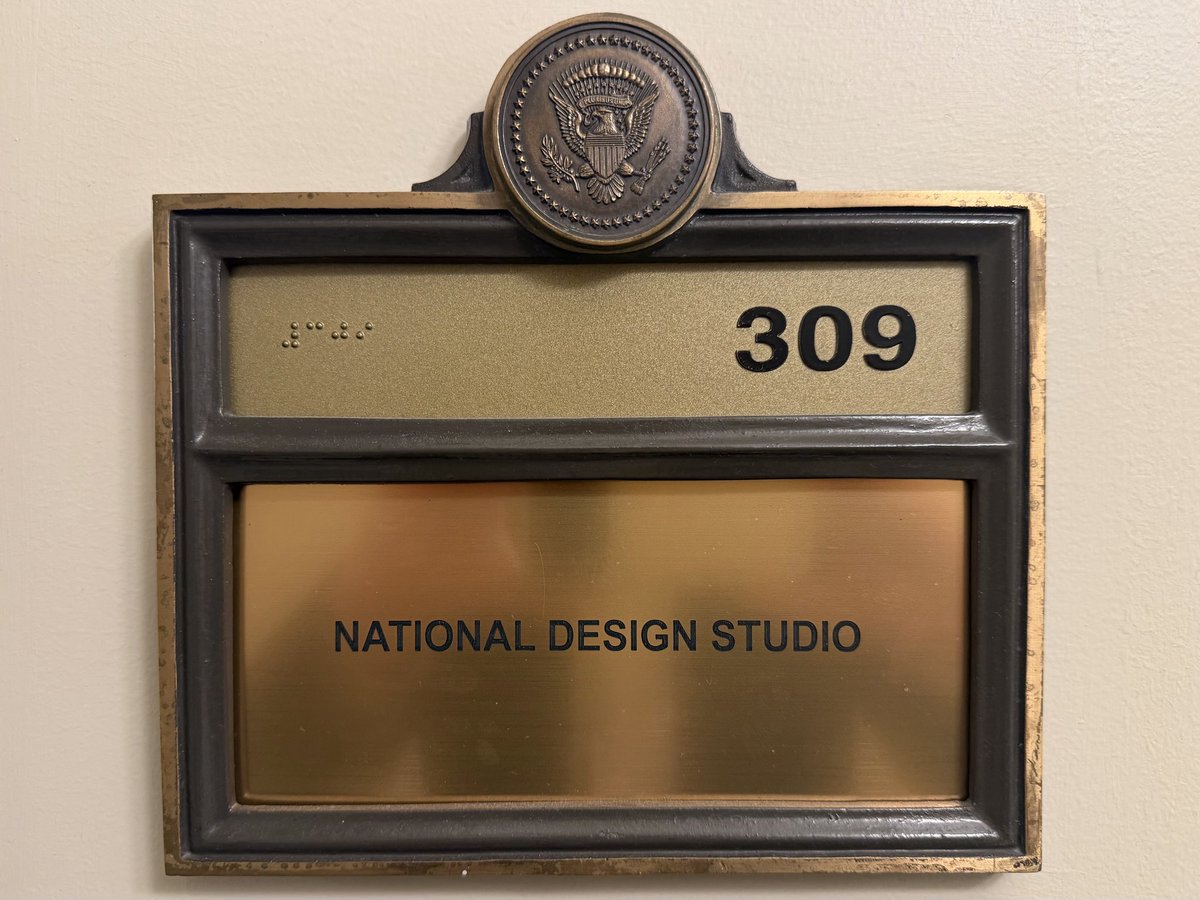 ⠼⠉⠚⠊ 309
NATIONAL DESIGN STUDIO